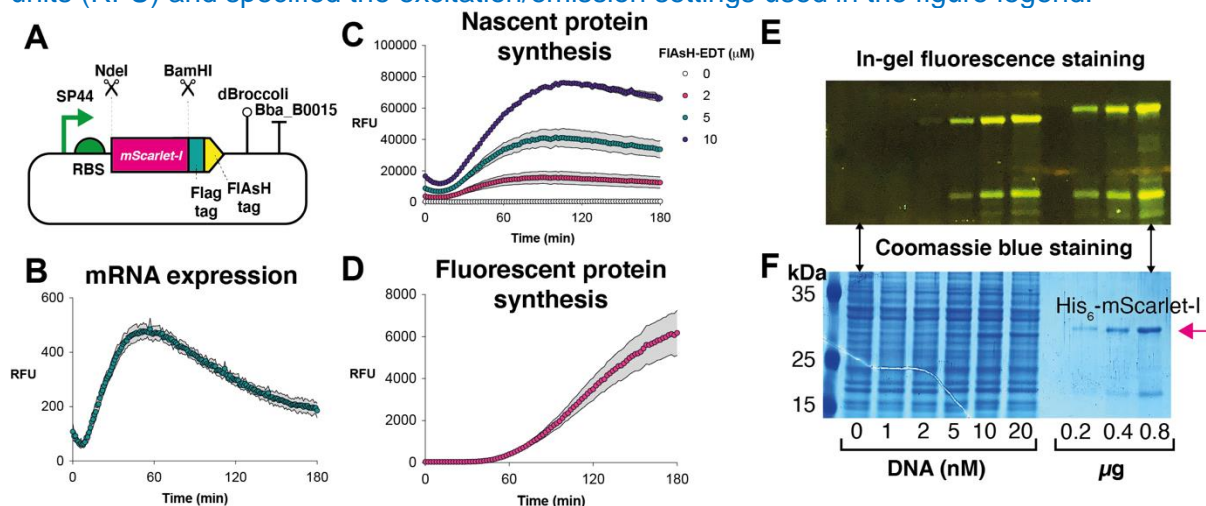 units (RFU) and specified the excitation/emission settings used in the figure legend.
A
NdeI
BamHI
SP44
dBroccoli
Bba_B0015
RBS
mScarlet-I
Flag
tag
FlAsH
tag
B
mRNA expression
600
400
200
0
RFU
0
60
120
180
Time (min)
C
Nascent protein
synthesis
100000
80000
60000
40000
20000
0
RFU
0
60
120
180
Time (min)
FlAsH-EDT (μM)
0
2
5
10
D
Fluorescent protein
synthesis
8000
6000
4000
2000
0
RFU
0
60
120
180
Time (min)
E
In-gel fluorescence staining
Coomassie blue staining
F
kDa
35
25
15
His6-mScarlet-I
0 1 2 5 10 20
0.2 0.4 0.8
DNA (nM)
μg